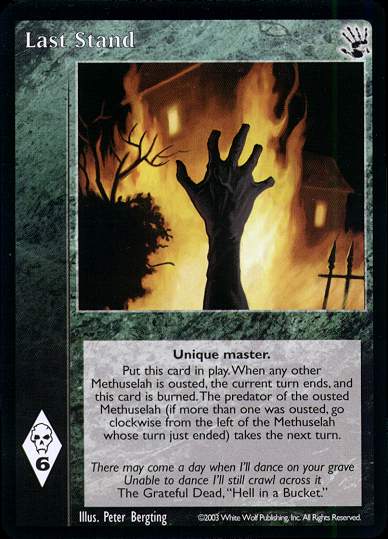 Last Stand
Unique master.
Put this card in play. When any other
Methuselah is ousted, the current turn ends, and
this card is burned. The predator of the ousted
Methuselah (if more than one was ousted, go
clockwise from the left of the Methuselah
whose turn just ended) takes the next turn.
There may come a day when I'll dance on your grave
Unable to dance I'll still crawl across it
The Grateful Dead, "Hell in a Bucket."
6
Illus. Peter Bergting
©2003 White Wolf Publishing, Inc. All Rights Reserved.